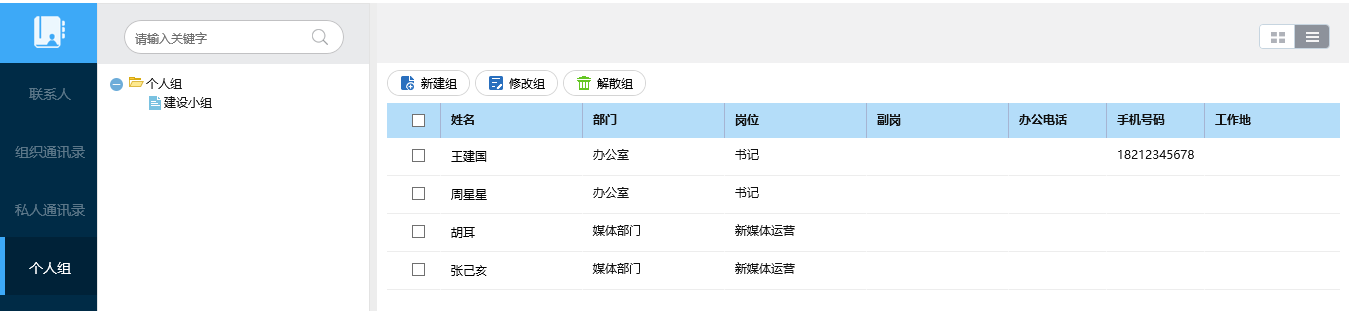 请输入关键字
联系人
组织通讯录
私人通讯录
个人组
个人组
建设小组
新建组 修改组 解散组
姓名 部门 岗位 副岗 办公电话 手机号码 工作地
王建国 办公室 书记 18212345678
周星星 办公室 书记
胡耳 媒体部门 新媒体运营
张己亥 媒体部门 新媒体运营